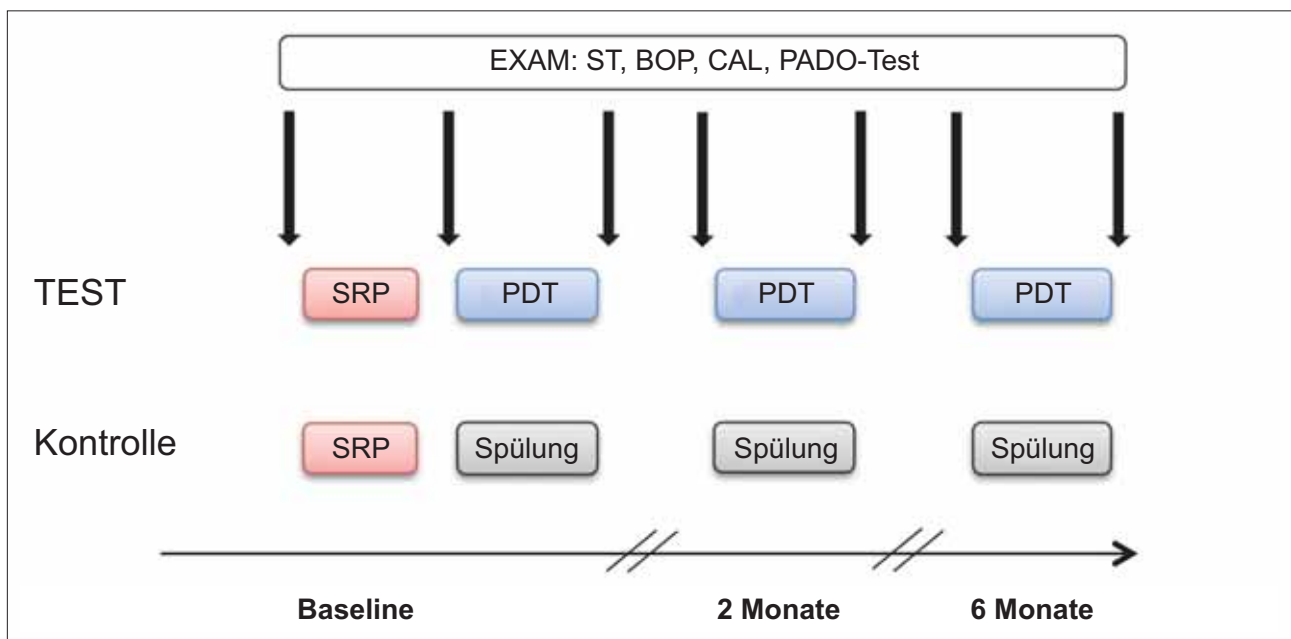 EXAM: ST, BOP, CAL, PADO-Test
TEST
SRP
PDT
PDT
PDT
Kontrolle
SRP
Spülung
Spülung
Spülung
Baseline
2 Monate
6 Monate